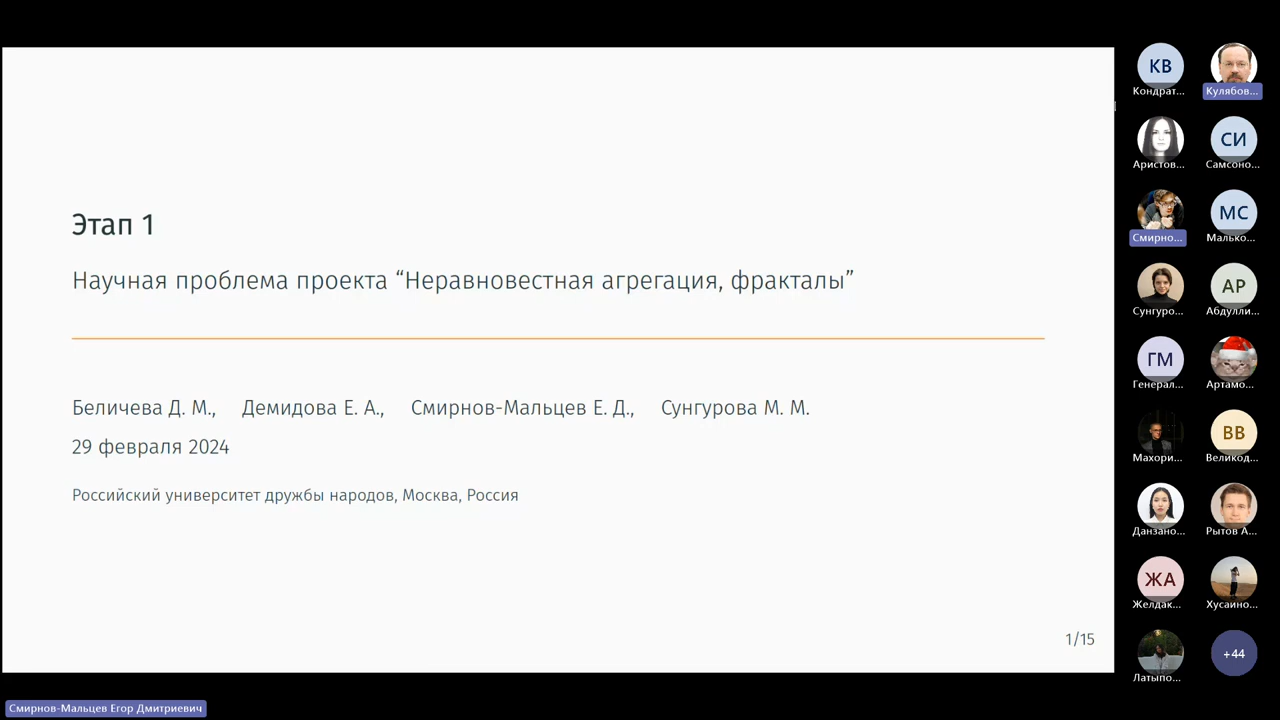 Этап 1
Научная проблема проекта “Неравновестная агрегация, фракталы”
Беличева Д. М., Демидова Е. А., Смирнов-Мальцев Е. Д., Сунгурова М. М.
29 февраля 2024
Российский университет дружбы народов, Москва, Россия
1/15
Смирнов-Мальцев Егор Дмитриевич
КВ
Кондрат...
Кулябов...
Аристов...
СИ
Самсоно...
Смирно...
МС
Малько...
Сунгуро...
АР
Абдулли...
ГМ
Генерал...
Артамо...
Махори...
ВВ
Великод...
Данзано...
Рытов А...
ЖА
Желдак...
Хусаино...
Латыпо...
+44